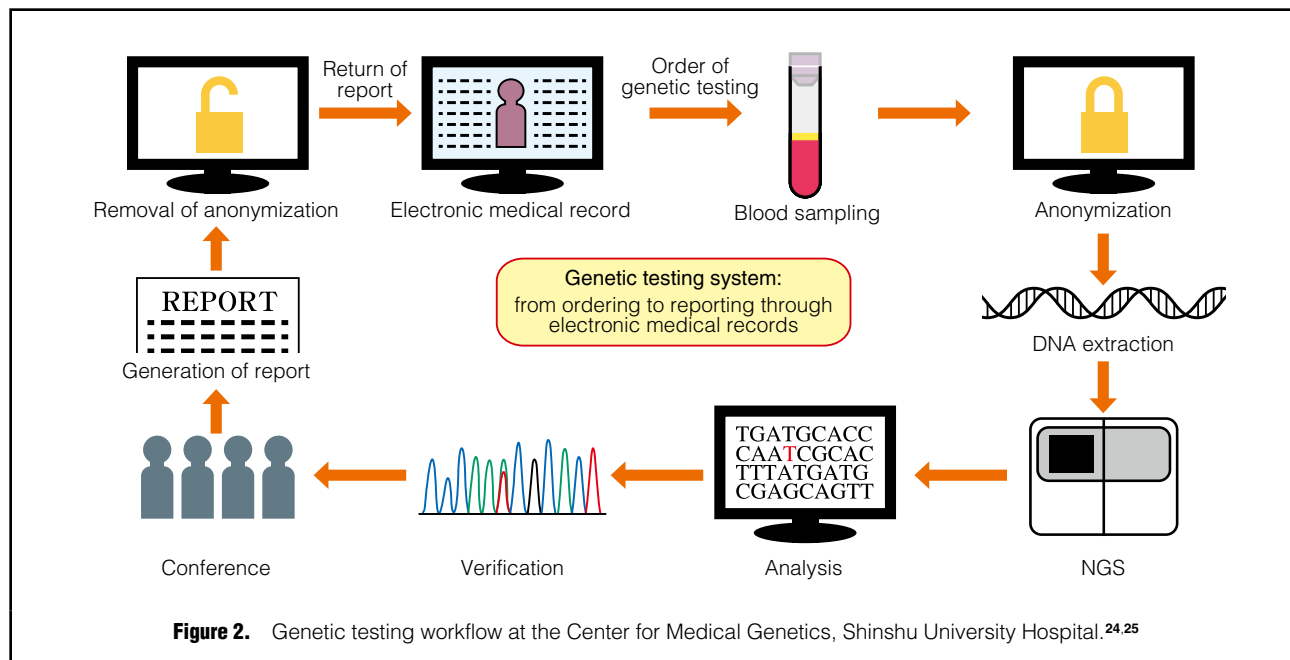 Return of
report
Order of
genetic testing
Removal of anonymization
Electronic medical record
Blood sampling
Anonymization
REPORT
Generation of report
Genetic testing system:
from ordering to reporting through
electronic medical records
DNA extraction
TGATGCACC
CAATCGCAC
TTTATGATG
CGAGCAGTT
Conference
Verification
Analysis
NGS
Figure 2. Genetic testing workflow at the Center for Medical Genetics, Shinshu University Hospital.24,25